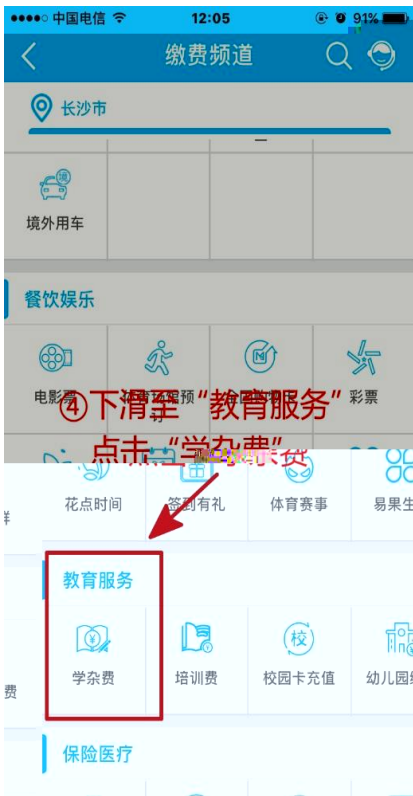 中国电信 12:05 91%
缴费频道
长沙市
境外用车
餐饮娱乐
电影票 彩票
④下滑至“教育服务”
点击“学杂费”
花点时间 签到有礼 体育赛事 易果生
教育服务
学杂费 培训费 校园卡充值 幼儿园
费
保险医疗